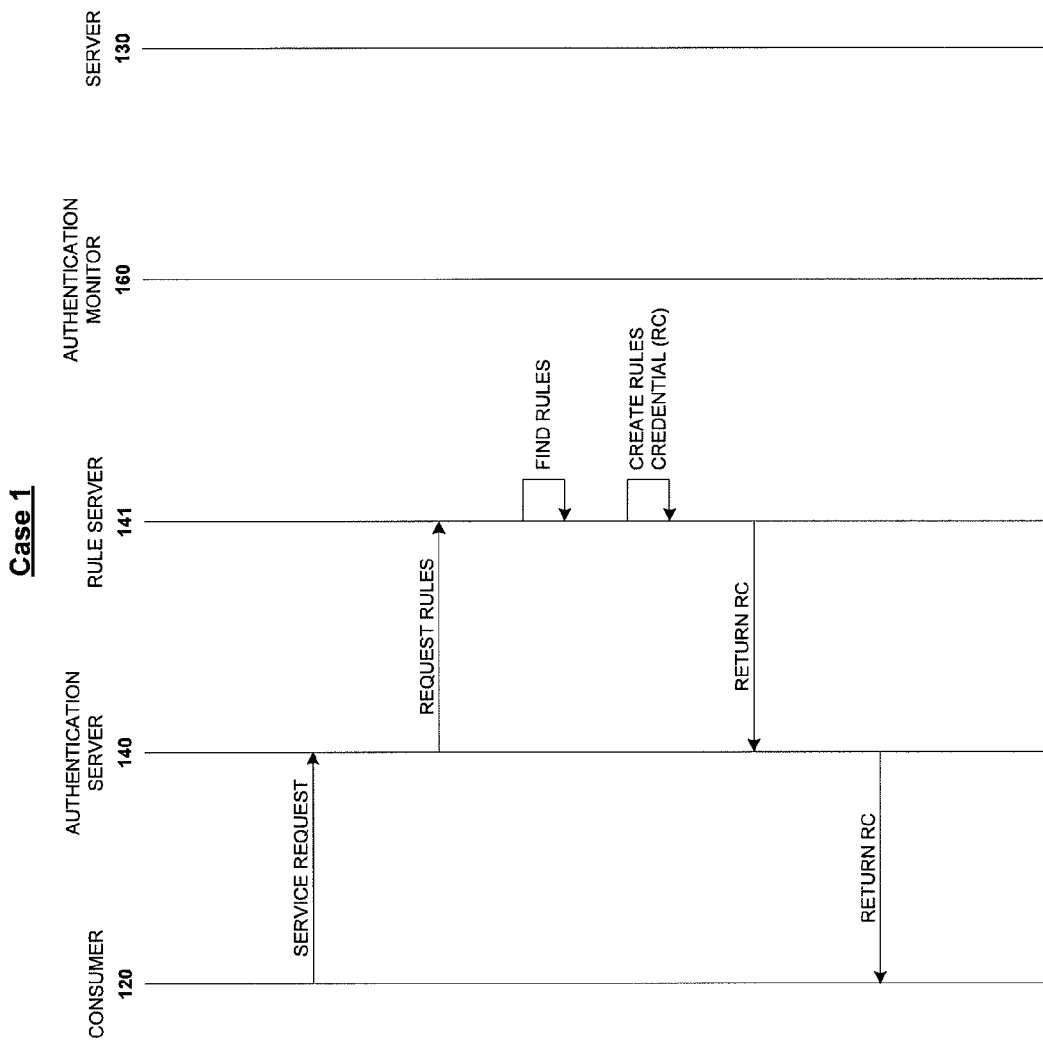 Case 1
CONSUMER
120
AUTHENTICATION
SERVER
140
RULE SERVER
141
AUTHENTICATION
MONITOR
160
SERVER
130
SERVICE REQUEST
REQUEST RULES
FIND RULES
CREATE RULES
CREDENTIAL (RC)
RETURN RC
RETURN RC